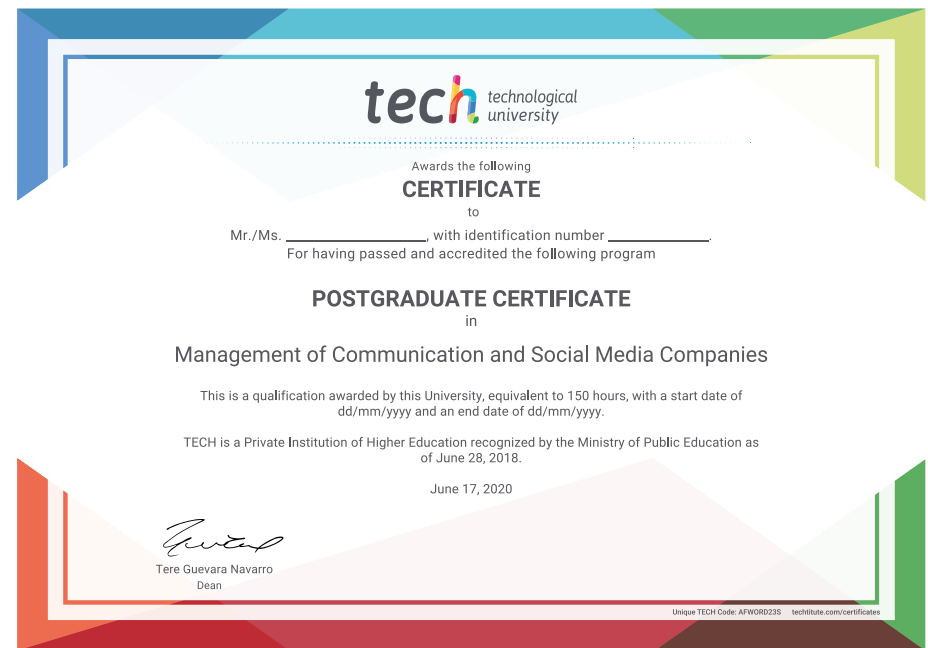 tech technological
university
Awards the following
CERTIFICATE
to
Mr./Ms. ____________________, with identification number ______________.
For having passed and accredited the following program
POSTGRADUATE CERTIFICATE
in
Management of Communication and Social Media Companies
This is a qualification awarded by this University, equivalent to 150 hours, with a start date of
dd/mm/yyyy and an end date of dd/mm/yyyy.
TECH is a Private Institution of Higher Education recognized by the Ministry of Public Education as
of June 28, 2018.
June 17, 2020
Tere Guevara Navarro
Dean
Unique TECH Code: AFWORD23S techtitute.com/certificates